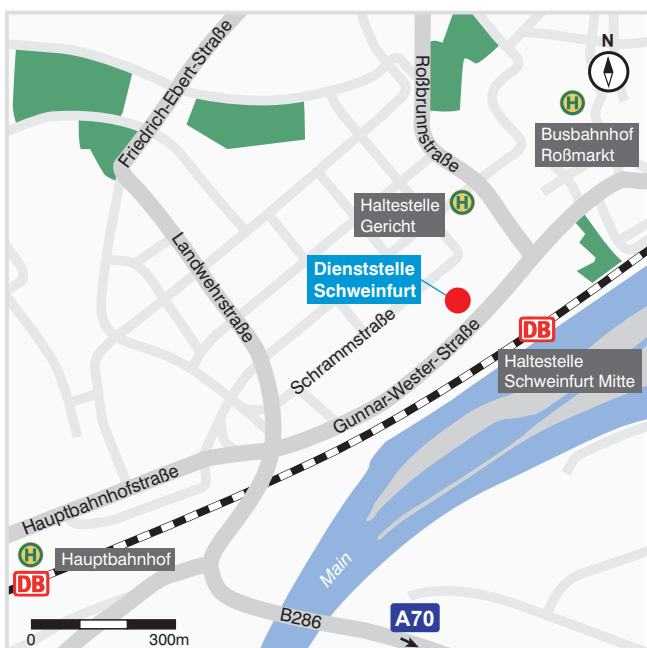 N
H
Busbahnhof
Roßmarkt
Friedrich-Ebert-Straße
Roßbrunnstraße
H
Haltestelle
Gericht
Landwehrstraße
Dienststelle
Schweinfurt
Schrammstraße
Gunnar-Wester-Straße
DB
Haltestelle
Schweinfurt Mitte
Hauptbahnhofstraße
H
Hauptbahnhof
DB
Main
B286
A70
0 300m